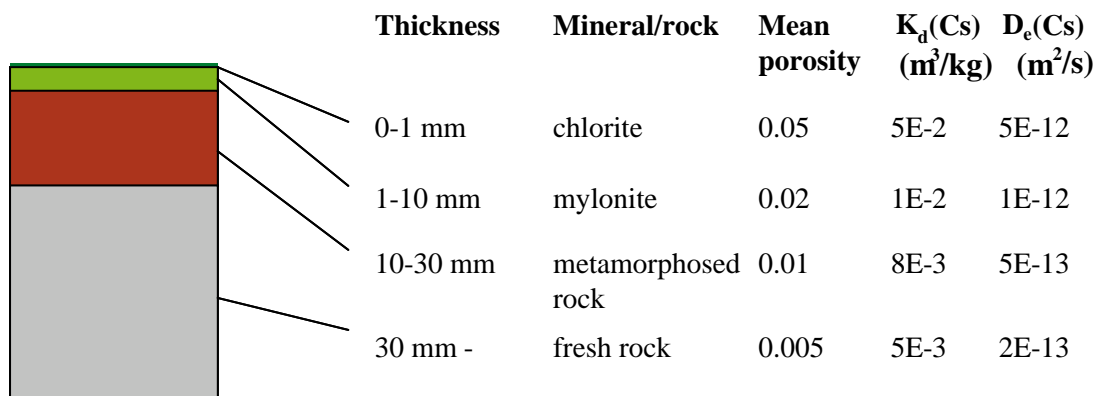 Thickness Mineral/rock Mean porosity Kd(Cs) (m³/kg) De(Cs) (m²/s)
0-1 mm chlorite 0.05 5E-2 5E-12
1-10 mm mylonite 0.02 1E-2 1E-12
10-30 mm metamorphosed rock 0.01 8E-3 5E-13
30 mm - fresh rock 0.005 5E-3 2E-13